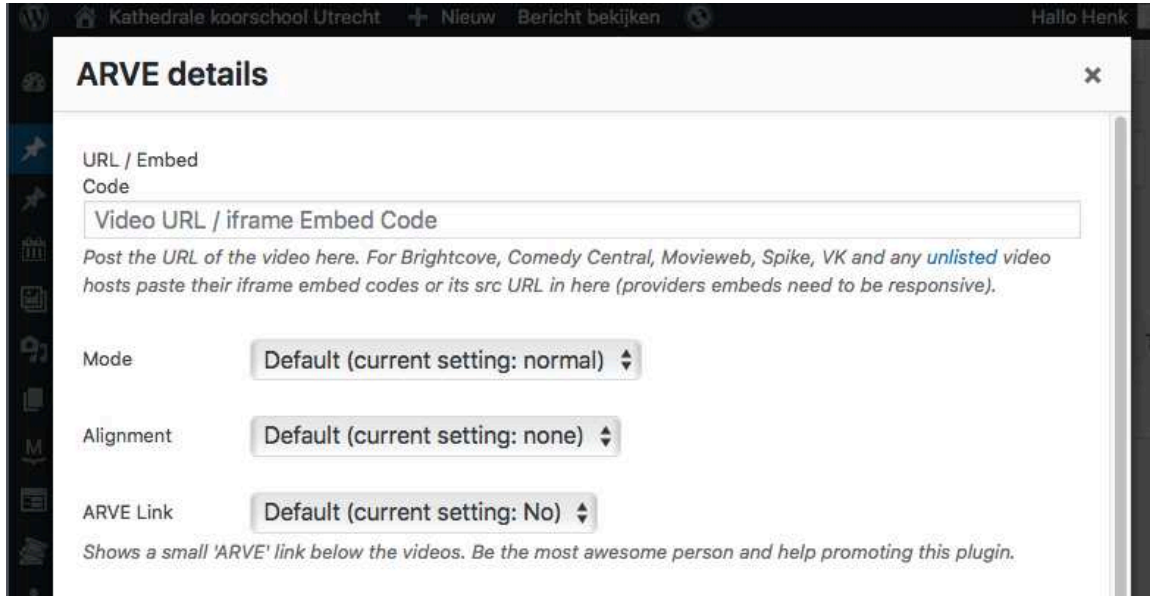 Kathedrale koorschool Utrecht + Nieuw Bericht bekijken Hallo Henk
ARVE details ×
URL / Embed
Code
Video URL / iframe Embed Code
Post the URL of the video here. For Brightcove, Comedy Central, Movieweb, Spike, VK and any unlisted video
hosts paste their iframe embed codes or its src URL in here (providers embeds need to be responsive).
Mode Default (current setting: normal)
Alignment Default (current setting: none)
ARVE Link Default (current setting: No)
Shows a small 'ARVE' link below the videos. Be the most awesome person and help promoting this plugin.
M